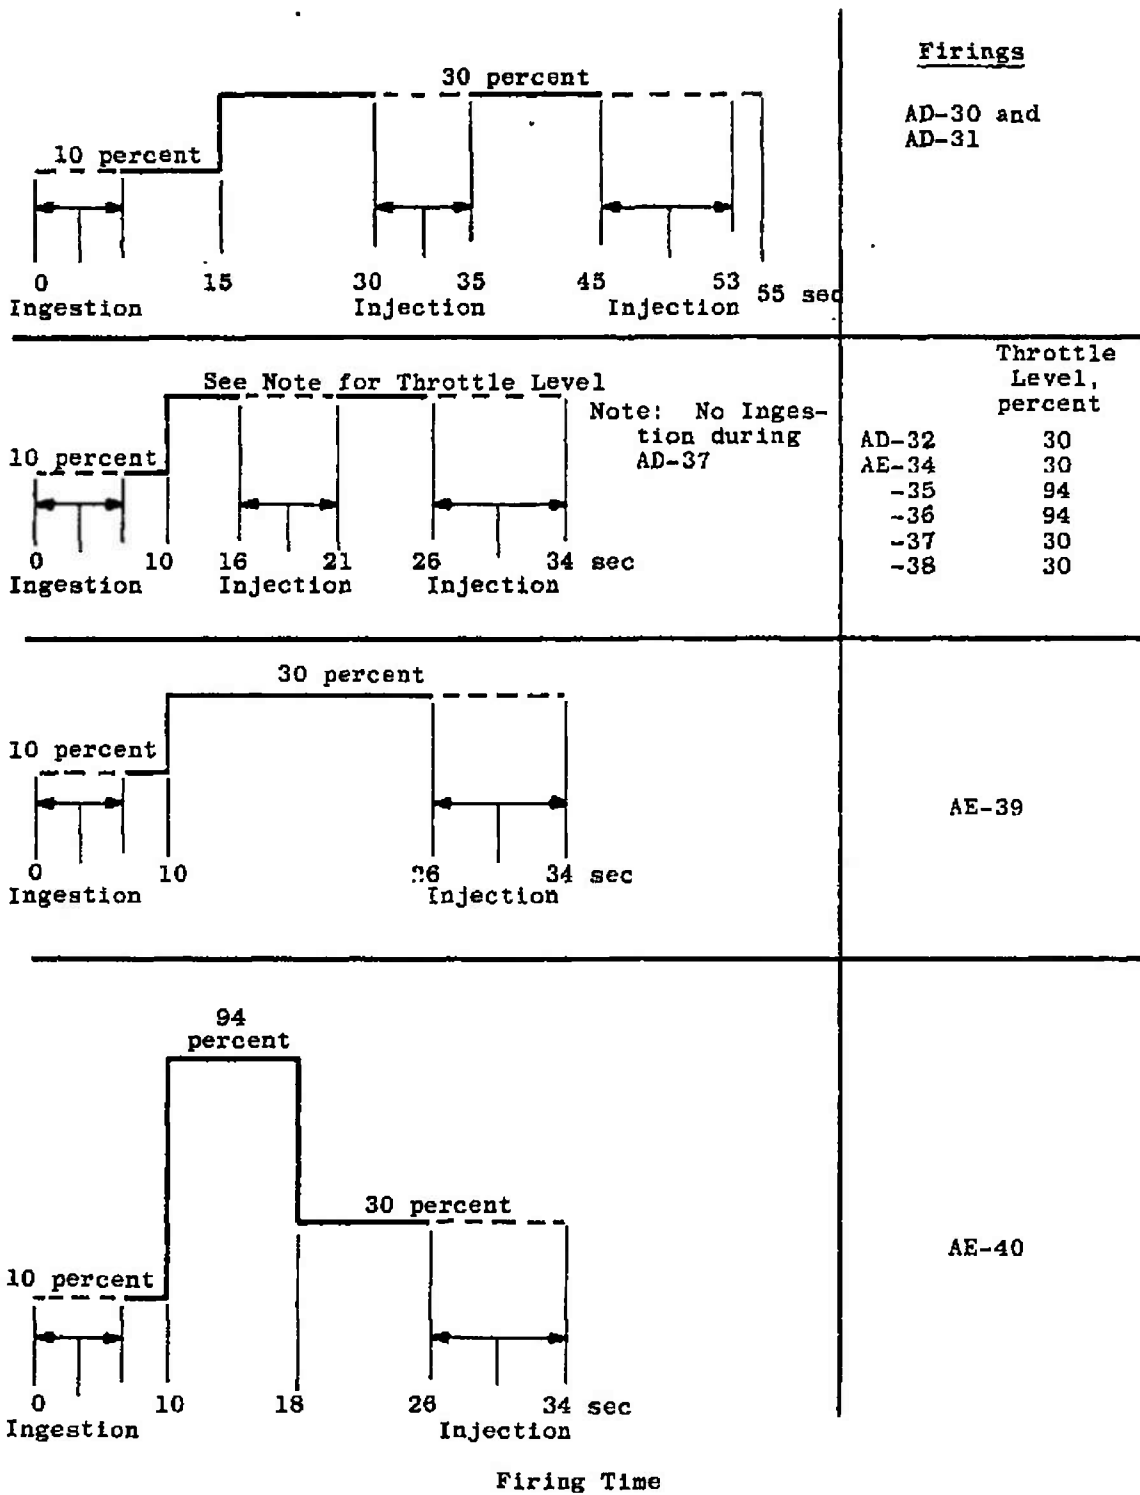 Firings
AD-30 and
AD-31
30 percent
10 percent
0 15 30 35 45 53 55 sec
Ingestion Injection Injection
See Note for Throttle Level
Note: No Inges-
tion during
AD-37
10 percent
0 10 16 21 26 34 sec
Ingestion Injection Injection
Throttle
Level,
percent
AD-32 30
AE-34 30
-35 94
-36 94
-37 30
-38 30
30 percent
10 percent
0 10 26 34 sec
Ingestion Injection
AE-39
94
percent
30 percent
10 percent
0 10 18 26 34 sec
Ingestion Injection
AE-40
Firing Time